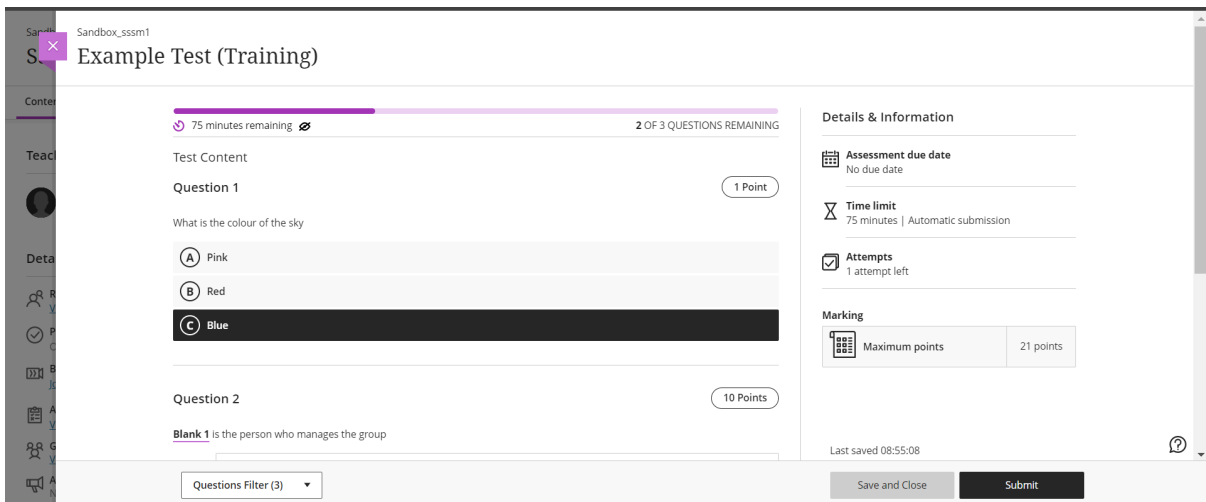 Sandbox_sssm1
Example Test (Training)
75 minutes remaining
2 OF 3 QUESTIONS REMAINING
Test Content
Question 1
1 Point
What is the colour of the sky
A Pink
B Red
C Blue
Question 2
10 Points
Blank 1 is the person who manages the group
Details & Information
Assessment due date
No due date
Time limit
75 minutes | Automatic submission
Attempts
1 attempt left
Marking
Maximum points
21 points
Last saved 08:55:08
Questions Filter (3)
Save and Close
Submit